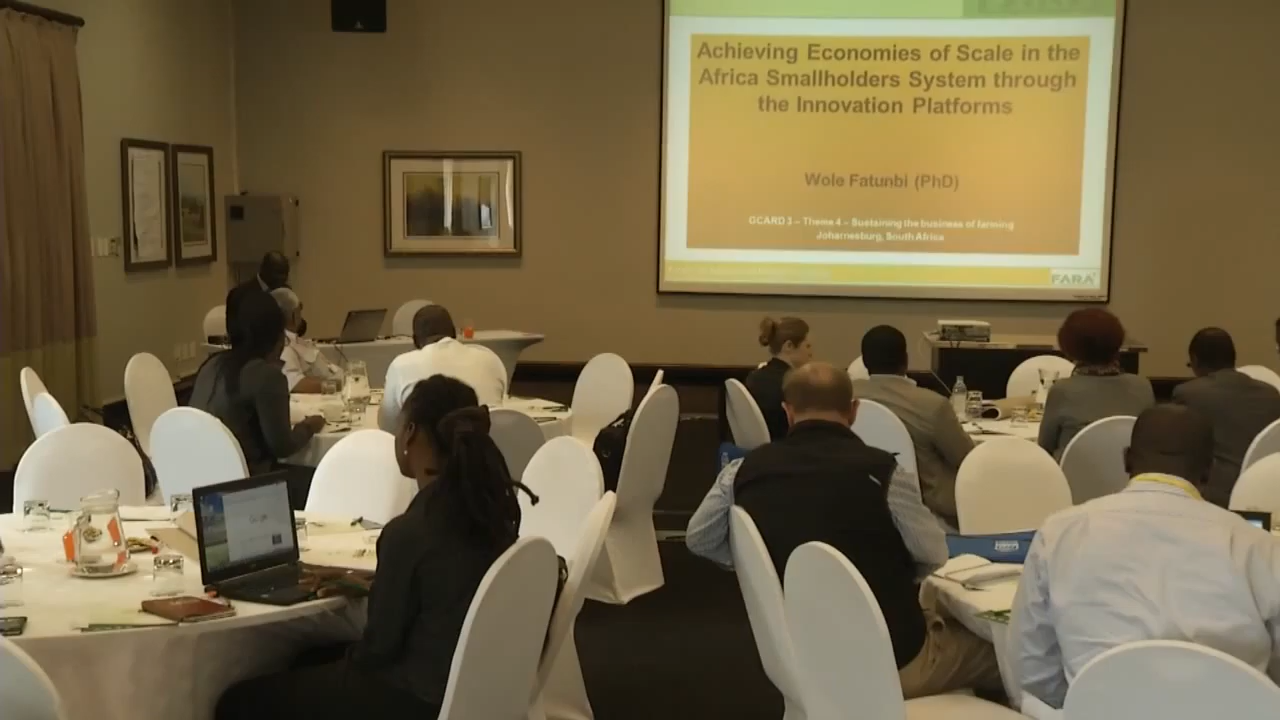 Achieving Economies of Scale in the
Africa Smallholders System through
the Innovation Platforms
Wole Fatunbi (PhD)
GCARD 3 – Theme 4 – Sustaining the business of farming
Johannesburg, South Africa
FARA
Google